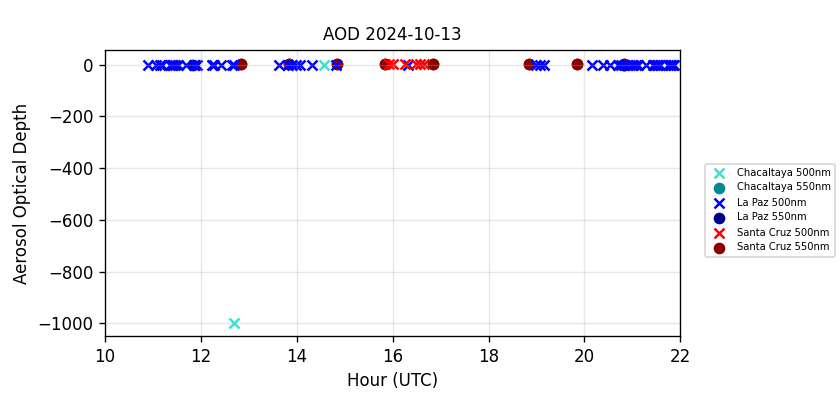 AOD 2024-10-13
Aerosol Optical Depth
0
−200
−400
−600
−800
−1000
10 12 14 16 18 20 22
Hour (UTC)
Chacaltaya 500nm
Chacaltaya 550nm
La Paz 500nm
La Paz 550nm
Santa Cruz 500nm
Santa Cruz 550nm